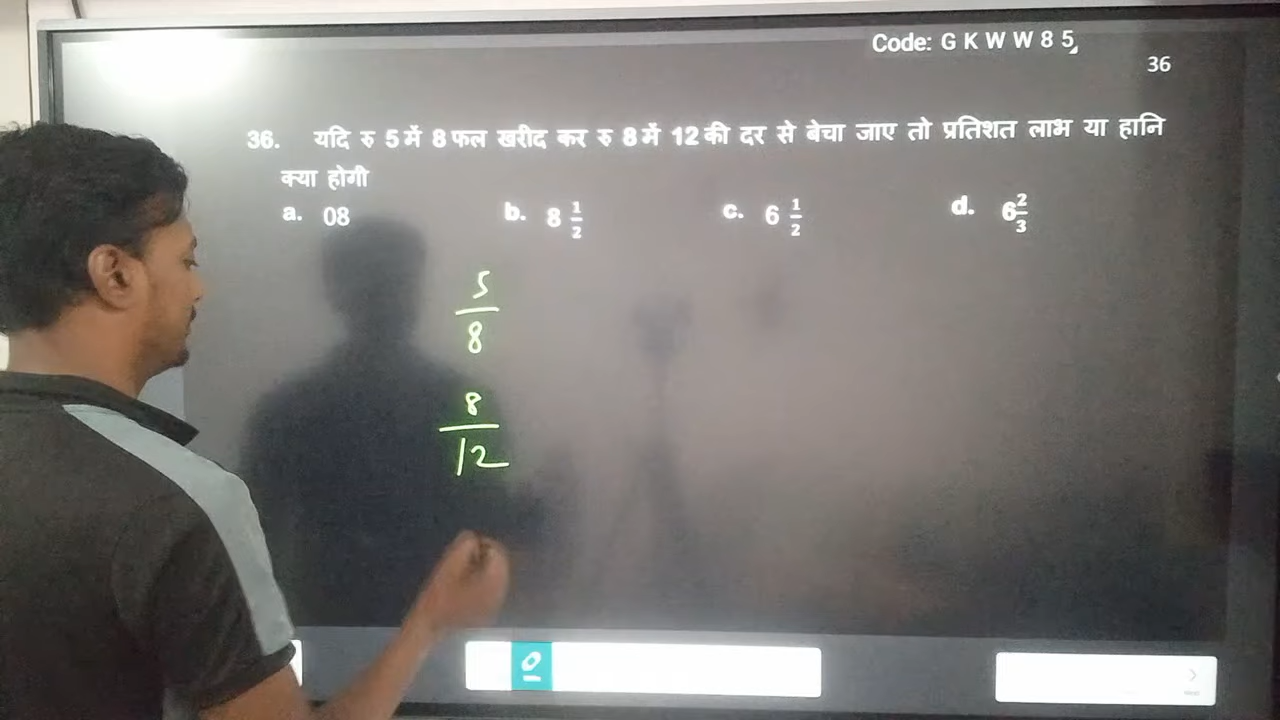 Code: G K W W 8 5
36
36. यदि रु 5 में 8 फल खरीद कर रु 8 में 12 की दर से बेचा जाए तो प्रतिशत लाभ या हानि
क्या होगी
a. 08 b. 8 1/2 c. 6 1/2 d. 6 2/3
5/8
8/12